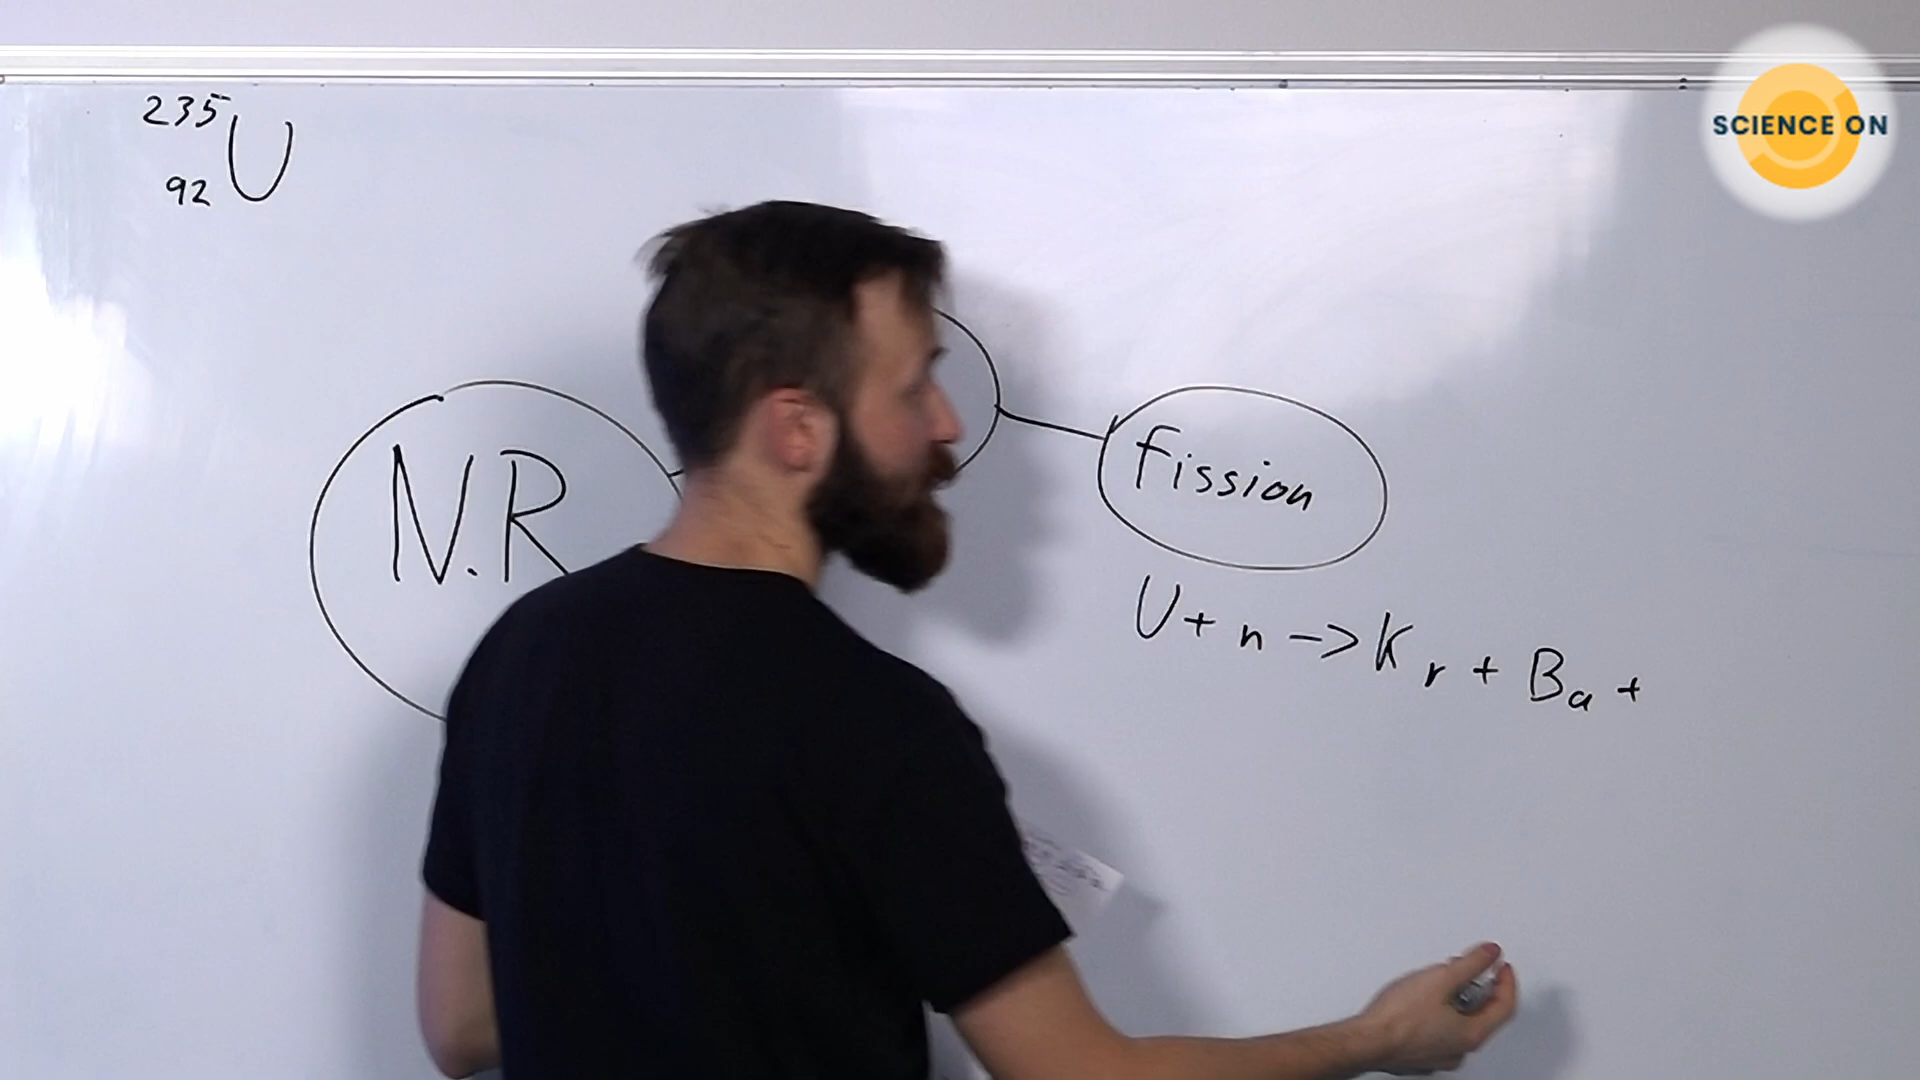 235
92 U
SCIENCE ON
N.R
Fission
U + n -> Kr + Ba +